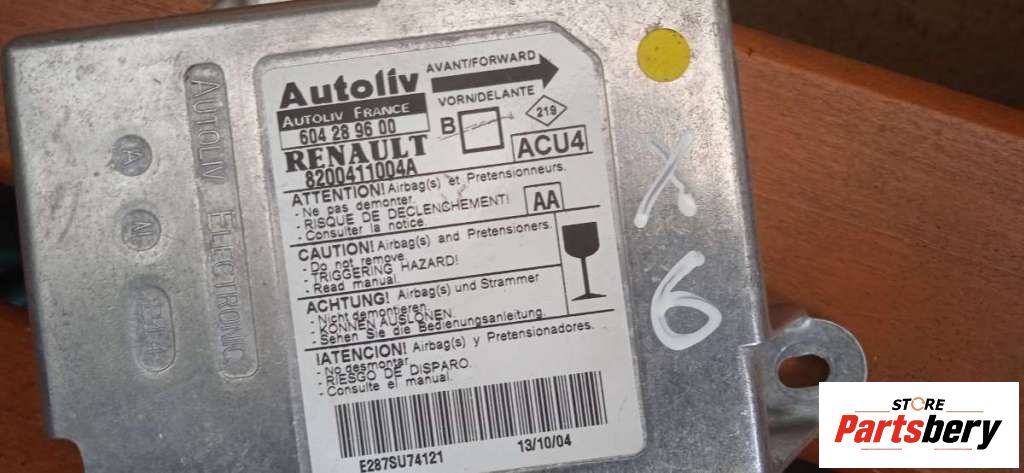 AUTOLIV ELECTRONIC
Autoliv
AUTOLIV FRANCE
604 28 96 00
RENAULT
8200411004A
AVANT/FORWARD
VORN/DELANTE
B
219
ACU4
ATTENTION! Airbag(s) et Pretensionneurs.
- Ne pas demonter.
- RISQUE DE DECLENCHEMENT!
- Consulter la notice.
AA
CAUTION! Airbag(s) and Pretensioners.
- Do not remove.
- TRIGGERING HAZARD!
- Read manual.
ACHTUNG! Airbag(s) und Strammer
- Nicht demontieren.
- KONNEN AUSLONEN.
- Sehen Sie die Bedienungsanleitung.
!ATENCION! Airbag(s) y Pretensionadores.
- No desmontar.
- RIESGO DE DISPARO.
- Consulte el manual.
E287SU74121
13/10/04
X
6
STORE
Partsbery